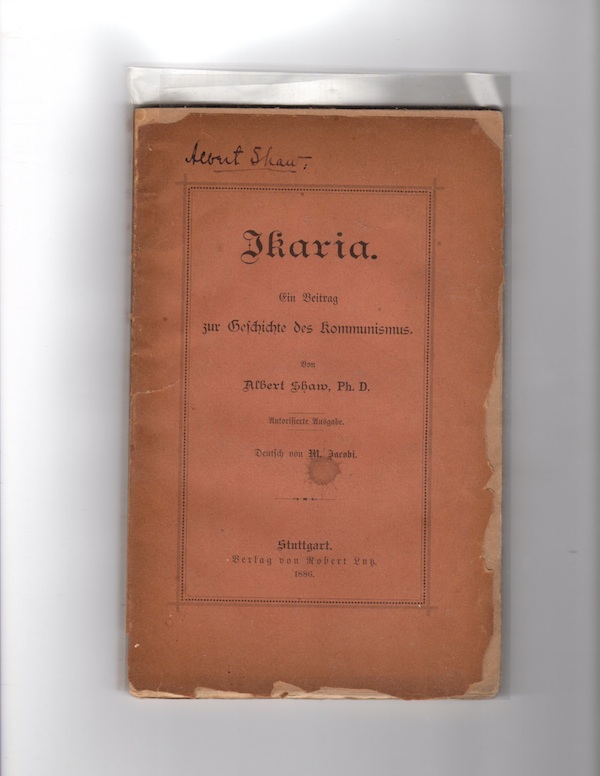 Albert Shaw.
Ikaria.
Ein Beitrag
zur Geschichte des Kommunismus.
Von
Albert Shaw, Ph. D.
Autorisierte Ausgabe.
Deutsch von M. Jacobi.
Stuttgart.
Verlag von Robert Lutz.
1886.